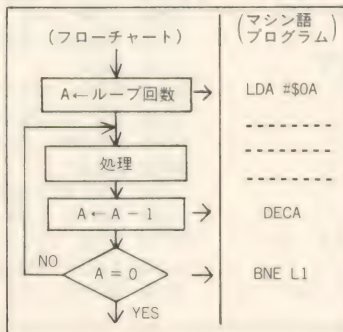 (フローチャート)
(マシン語
プログラム)
A←ループ回数
LDA #$0A
処理
A←A－1
DECA
NO
A＝0
BNE L1
YES